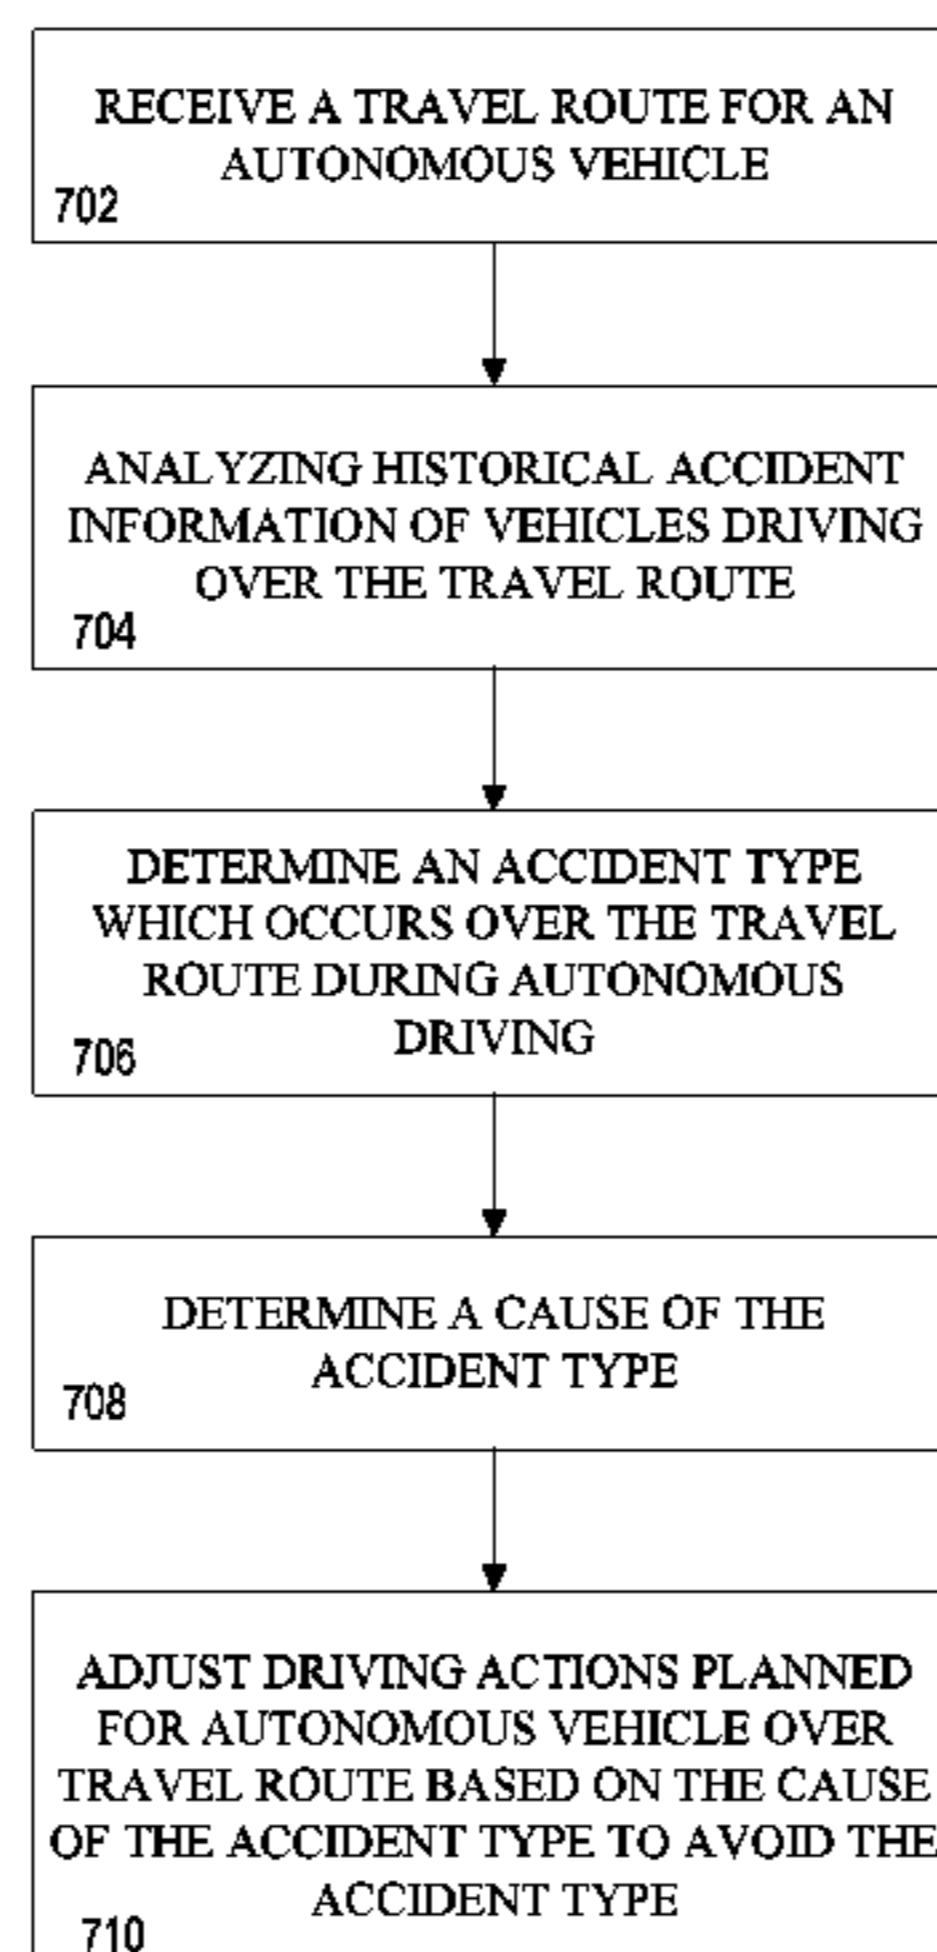 RECEIVE A TRAVEL ROUTE FOR AN
AUTONOMOUS VEHICLE
702
ANALYZING HISTORICAL ACCIDENT
INFORMATION OF VEHICLES DRIVING
OVER THE TRAVEL ROUTE
704
DETERMINE AN ACCIDENT TYPE
WHICH OCCURS OVER THE TRAVEL
ROUTE DURING AUTONOMOUS
DRIVING
706
DETERMINE A CAUSE OF THE
ACCIDENT TYPE
708
ADJUST DRIVING ACTIONS PLANNED
FOR AUTONOMOUS VEHICLE OVER
TRAVEL ROUTE BASED ON THE CAUSE
OF THE ACCIDENT TYPE TO AVOID THE
ACCIDENT TYPE
710